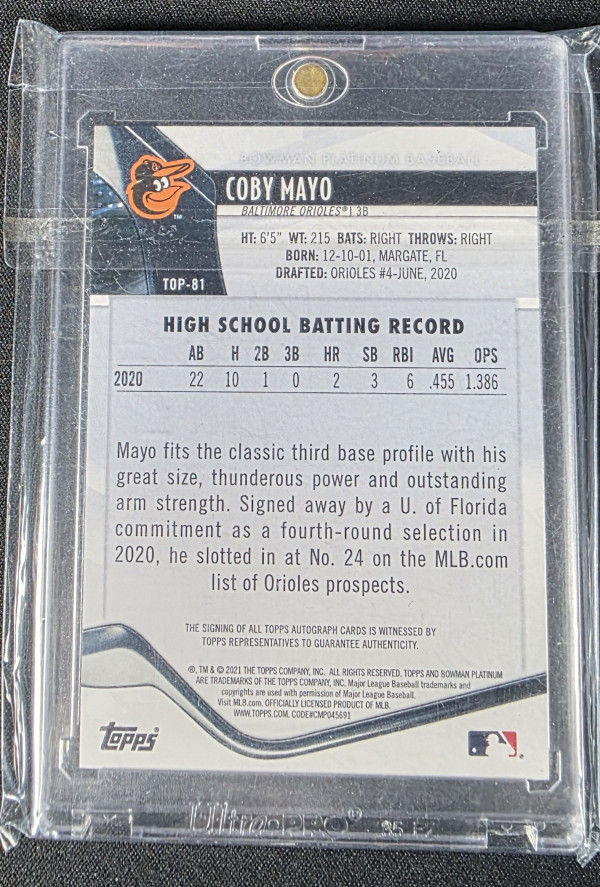 BOWMAN PLATINUM BASEBALL
COBY MAYO
BALTIMORE ORIOLES® | 3B
HT: 6'5" WT: 215 BATS: RIGHT THROWS: RIGHT
BORN: 12-10-01, MARGATE, FL
DRAFTED: ORIOLES #4-JUNE, 2020
TM
TOP-81
HIGH SCHOOL BATTING RECORD
AB H 2B 3B HR SB RBI AVG OPS
2020 22 10 1 0 2 3 6 .455 1.386
Mayo fits the classic third base profile with his
great size, thunderous power and outstanding
arm strength. Signed away by a U. of Florida
commitment as a fourth-round selection in
2020, he slotted in at No. 24 on the MLB.com
list of Orioles prospects.
THE SIGNING OF ALL TOPPS AUTOGRAPH CARDS IS WITNESSED BY
TOPPS REPRESENTATIVES TO GUARANTEE AUTHENTICITY.
®, TM & © 2021 THE TOPPS COMPANY, INC. ALL RIGHTS RESERVED. TOPPS AND BOWMAN PLATINUM
ARE TRADEMARKS OF THE TOPPS COMPANY, INC. Major League Baseball trademarks and
copyrights are used with permission of Major League Baseball.
Visit MLB.com. OFFICIALLY LICENSED PRODUCT OF MLB.
WWW.TOPPS.COM. CODE#CMP045691
topps®
Ultra•PRO® 35 PT